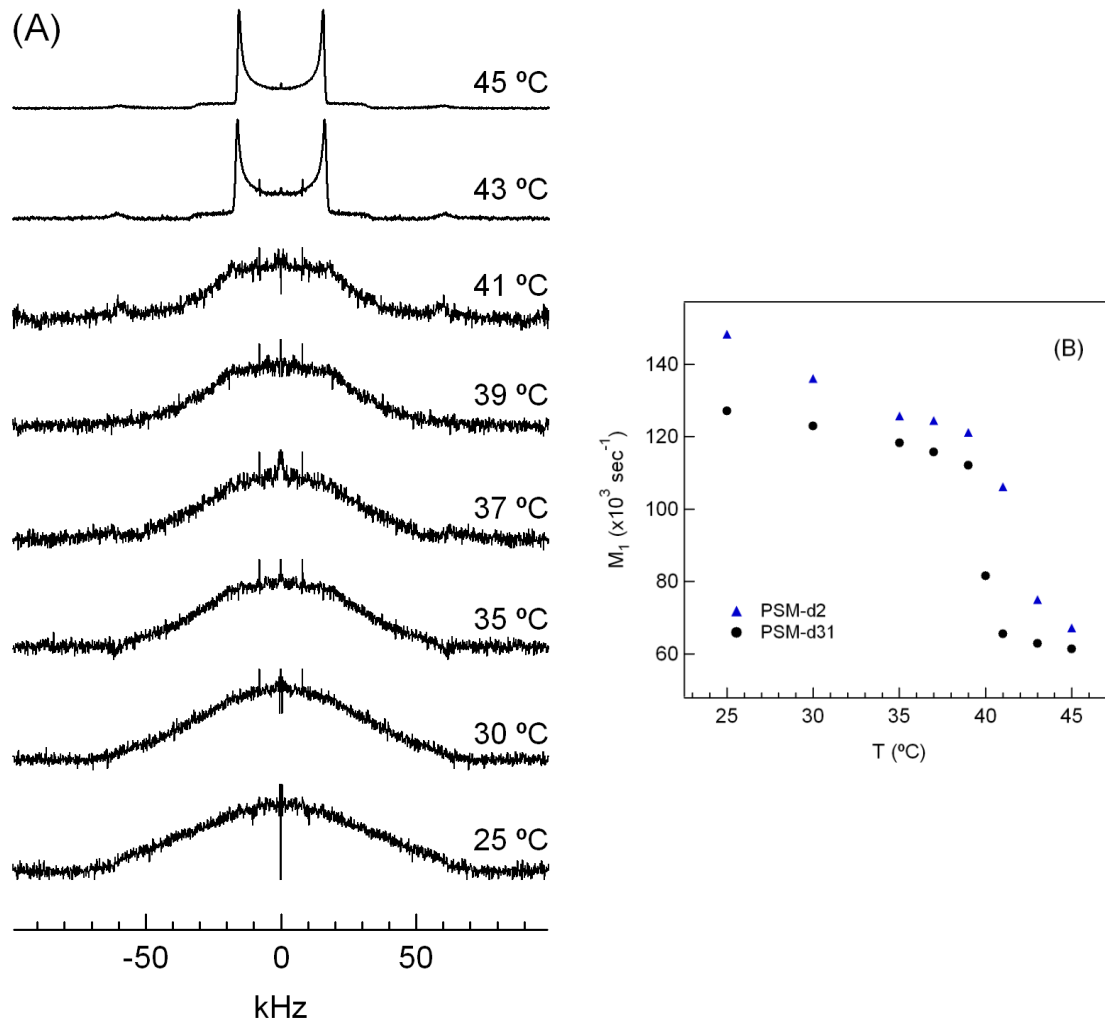 (A)
45 ºC
43 ºC
41 ºC
39 ºC
37 ºC
35 ºC
30 ºC
25 ºC
-50 0 50
kHz
(B)
140
120
100
80
60
M1 (x10³ sec⁻¹)
PSM-d2
PSM-d31
25 30 35 40 45
T (ºC)